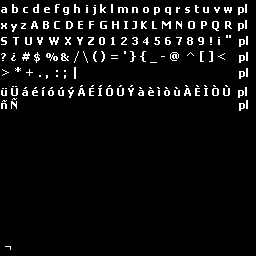 a b c d e f g h i j k l m n o p q r s t u v w pl
x y z A B C D E F G H I J K L M N O P Q R pl
S T U V W X Y Z 0 1 2 3 4 5 6 7 8 9 ! i " pl
? ¿ # $ % & / \ ( ) = ' } { _ - @ ^ [ ] < pl
> * + . , : ; | pl
ü Ü á é í ó ú ý Á É Í Ó Ú Ý à è ì ò ù À È Ì Ò Ù pl
ñ Ñ pl
¬